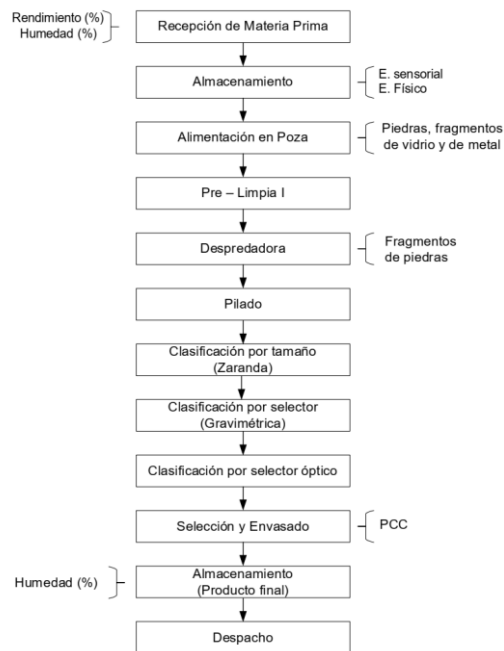 Rendimiento (%)
Humedad (%)
Recepción de Materia Prima
Almacenamiento
E. sensorial
E. Físico
Alimentación en Poza
Piedras, fragmentos
de vidrio y de metal
Pre – Limpia I
Despredadora
Fragmentos
de piedras
Pilado
Clasificación por tamaño
(Zaranda)
Clasificación por selector
(Gravimétrica)
Clasificación por selector óptico
Selección y Envasado
PCC
Humedad (%)
Almacenamiento
(Producto final)
Despacho